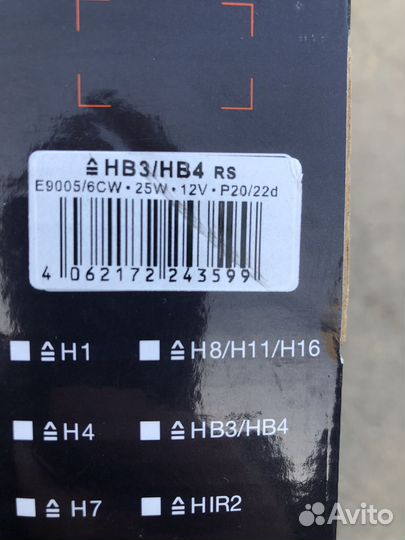 ≙HB3/HB4 RS
E9005/6CW · 25W · 12V · P20/22d
4 062172 243599
≙H1
≙H8/H11/H16
≙H4
≙HB3/HB4
≙H7
≙HIR2
Avito